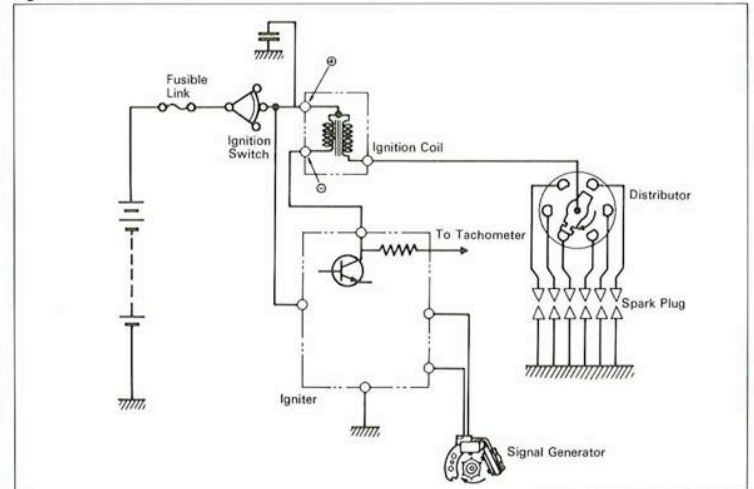 Fusible
Link
Ignition
Switch
⊕
⊖
Ignition Coil
Distributor
To Tachometer
Spark Plug
Igniter
Signal Generator